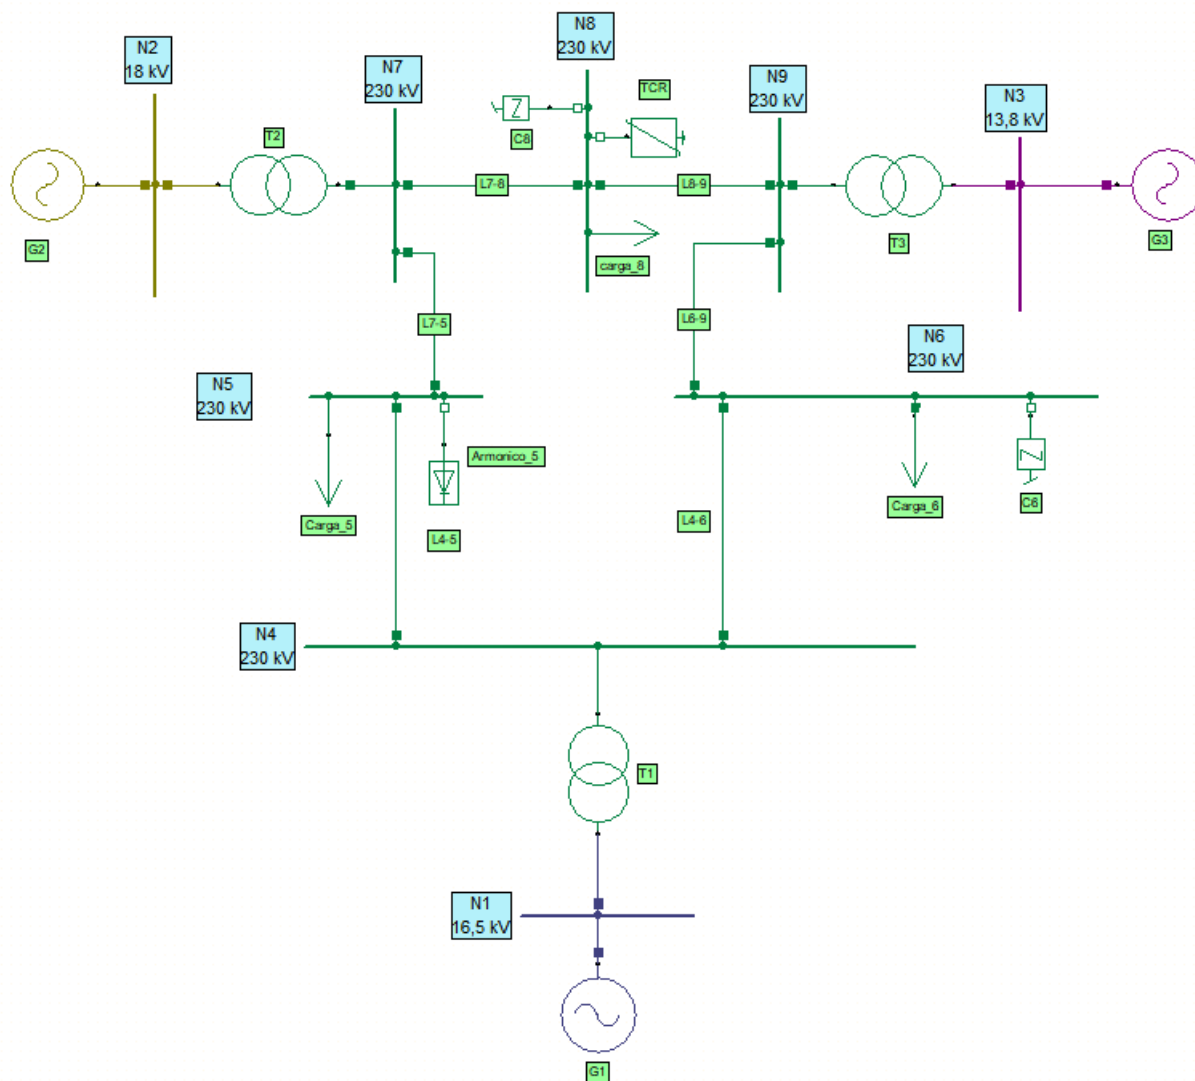 N8
230 kV
N2
18 kV
N7
230 kV
TCR
N9
230 kV
N3
13,8 kV
Z
C8
T2
L7-8
L8-9
G2
T3
G3
carga_8
L7-5
L6-9
N6
230 kV
N5
230 kV
Armonico_5
Carga_5
L4-5
L4-6
Carga_6
Z
C6
N4
230 kV
T1
N1
16,5 kV
G1